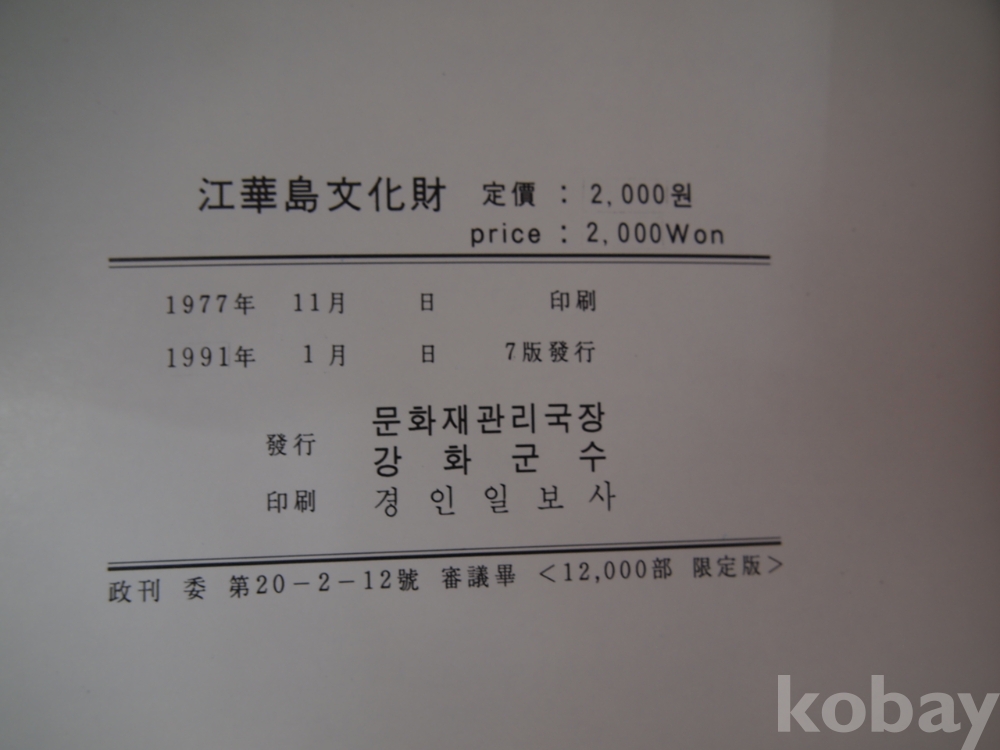 江華島文化財 定價 : 2,000원
price : 2,000Won
1977年 11月 日 印刷
1991年 1月 日 7版發行
發行 문화재관리국장
강화군수
印刷 경인일보사
政刊 委 第20-2-12號 審議畢 <12,000部 限定版>
kobay